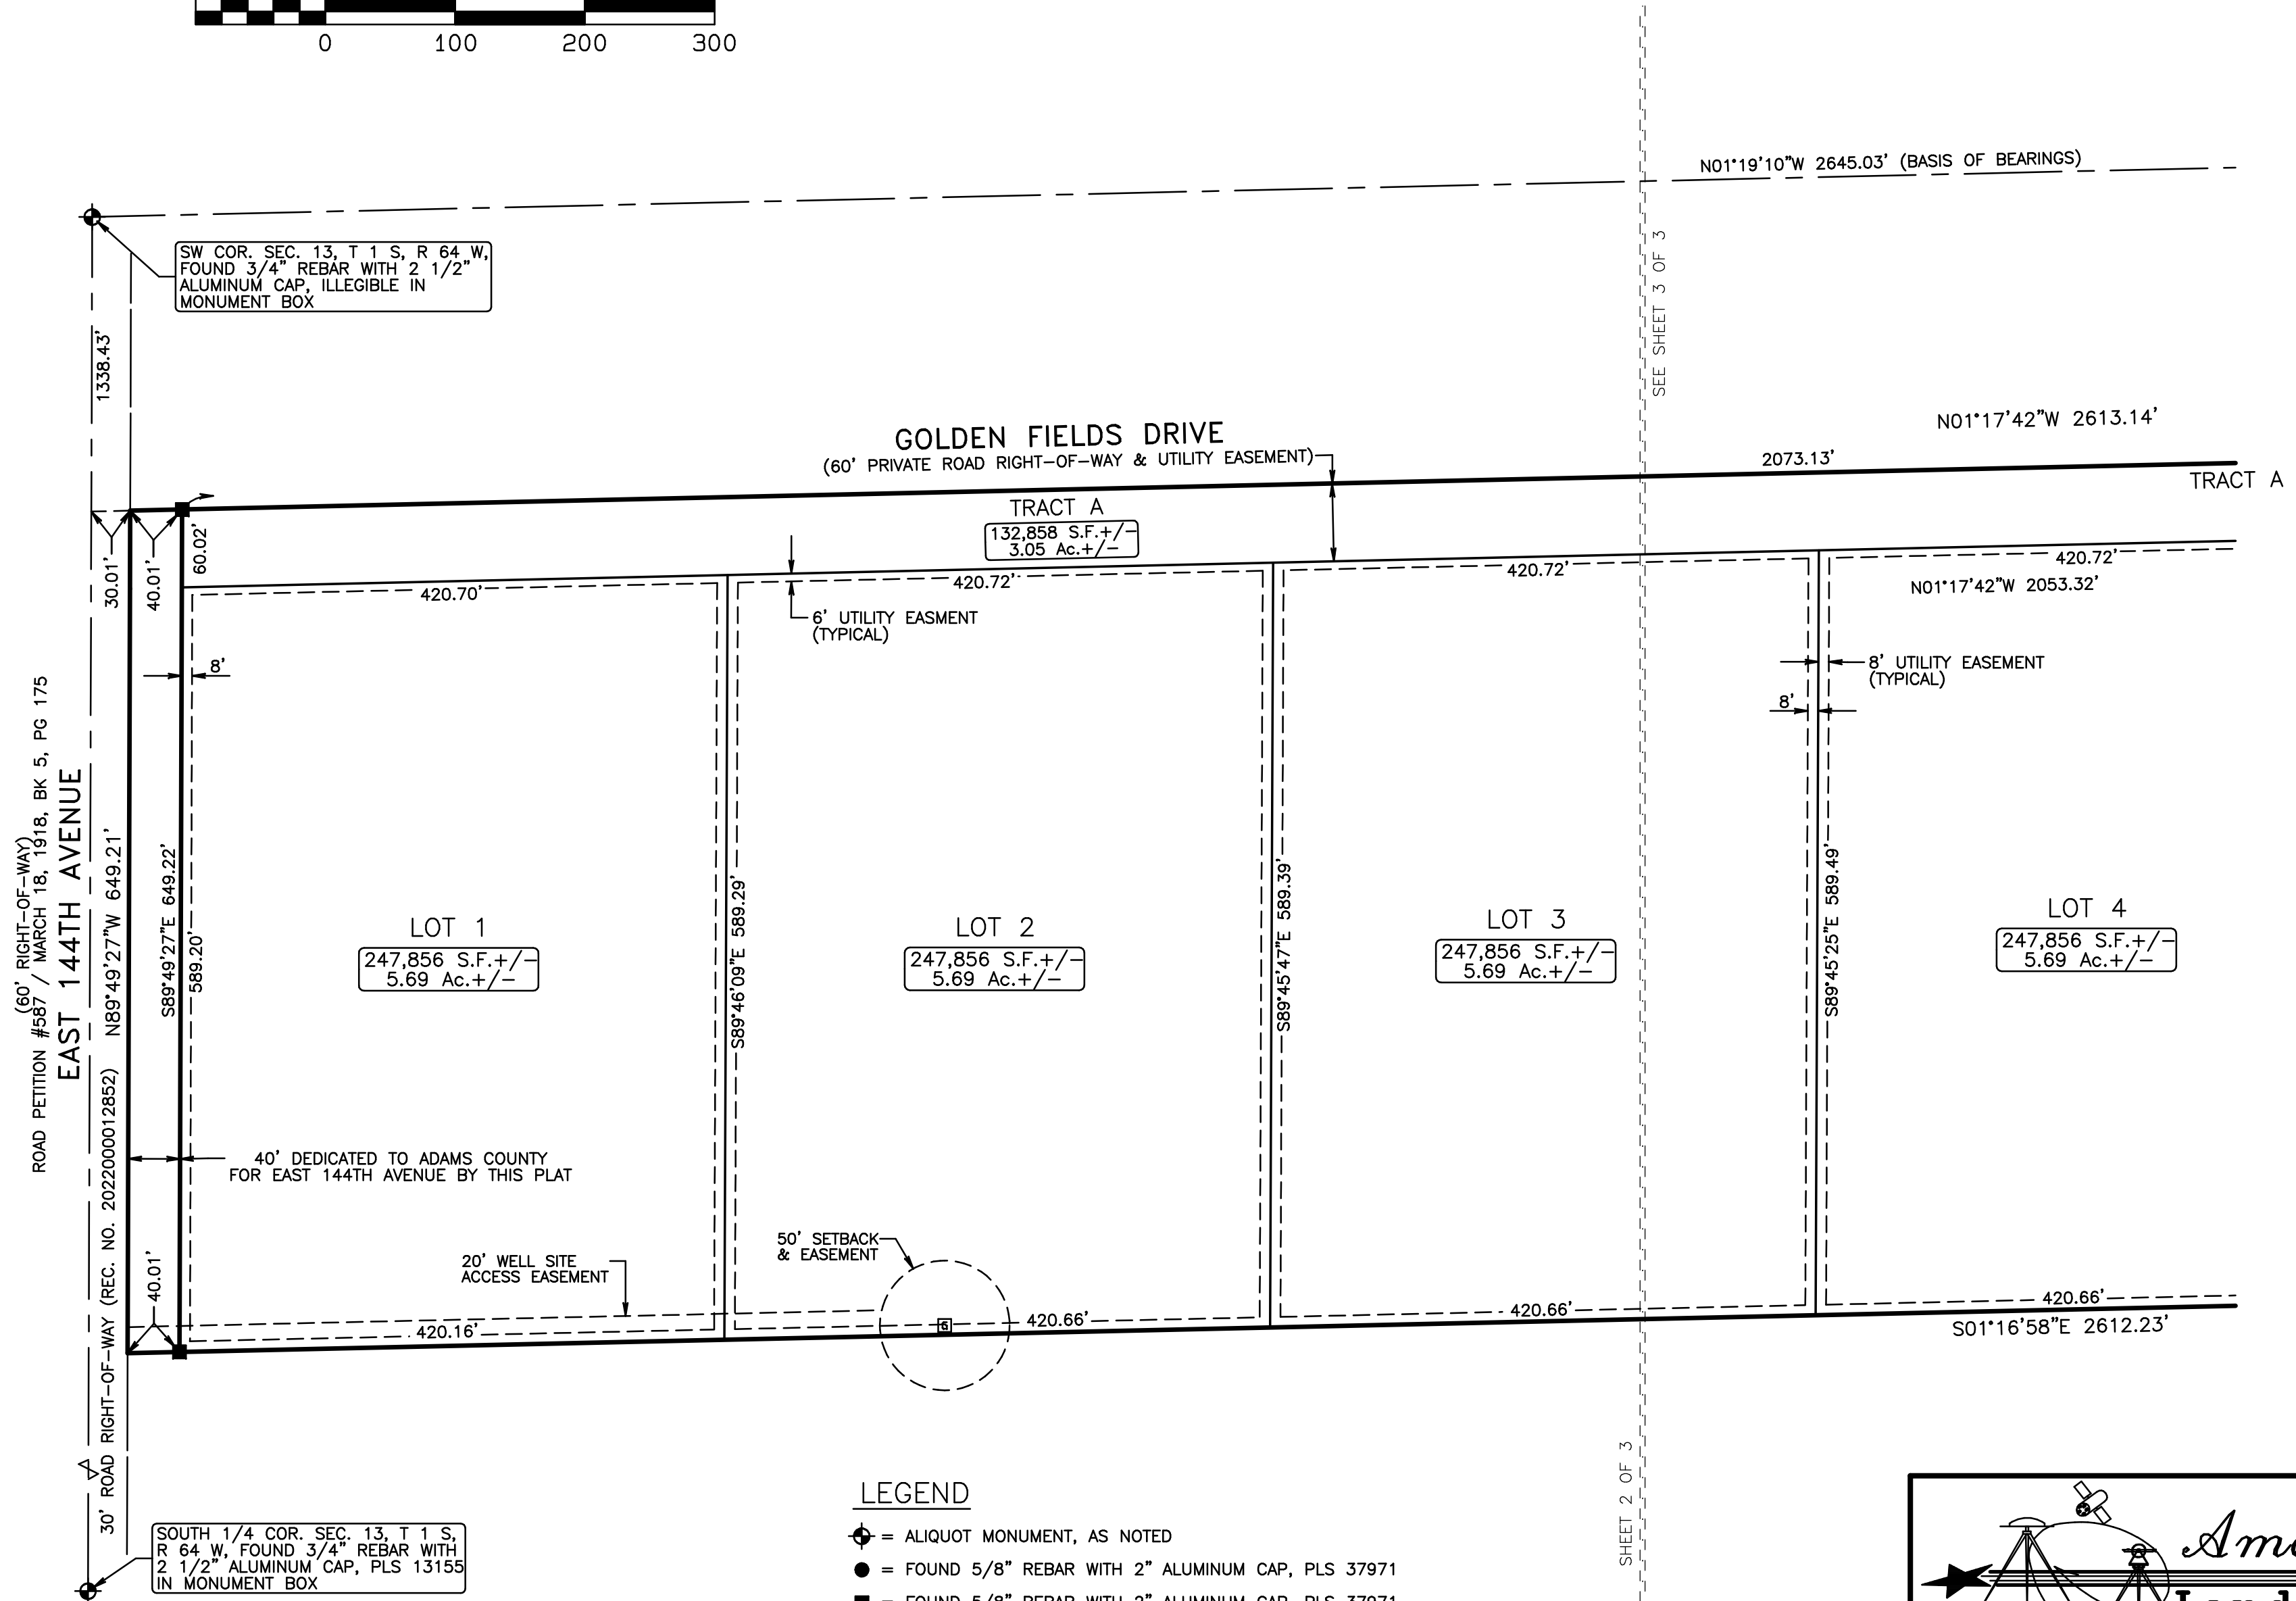 0 100 200 300
N01°19'10"W 2645.03' (BASIS OF BEARINGS)
SW COR. SEC. 13, T 1 S, R 64 W,
FOUND 3/4" REBAR WITH 2 1/2"
ALUMINUM CAP, ILLEGIBLE IN
MONUMENT BOX
SEE SHEET 3 OF 3
1338.43'
GOLDEN FIELDS DRIVE
(60' PRIVATE ROAD RIGHT-OF-WAY & UTILITY EASEMENT)
N01°17'42"W 2613.14'
2073.13'
TRACT A
TRACT A
132,858 S.F.+/-
3.05 Ac.+/-
30.01'
40.01'
60.02'
420.70'
420.72'
420.72'
420.72'
N01°17'42"W 2053.32'
6' UTILITY EASMENT
(TYPICAL)
8'
8' UTILITY EASEMENT
(TYPICAL)
8'
(60' RIGHT-OF-WAY)
ROAD PETITION #587 / MARCH 18, 1918, BK 5, PG 175
EAST 144TH AVENUE
N89°49'27"W 649.21'
30' ROAD RIGHT-OF-WAY (REC. NO. 2022000012852)
S89°49'27"E 649.22'
589.20'
S89°46'09"E 589.29'
S89°45'47"E 589.39'
S89°45'25"E 589.49'
LOT 1
247,856 S.F.+/-
5.69 Ac.+/-
LOT 2
247,856 S.F.+/-
5.69 Ac.+/-
LOT 3
247,856 S.F.+/-
5.69 Ac.+/-
LOT 4
247,856 S.F.+/-
5.69 Ac.+/-
40' DEDICATED TO ADAMS COUNTY
FOR EAST 144TH AVENUE BY THIS PLAT
40.01'
20' WELL SITE
ACCESS EASEMENT
50' SETBACK
& EASEMENT
G
420.16'
420.66'
420.66'
420.66'
S01°16'58"E 2612.23'
SHEET 2 OF 3
SOUTH 1/4 COR. SEC. 13, T 1 S,
R 64 W, FOUND 3/4" REBAR WITH
2 1/2" ALUMINUM CAP, PLS 13155
IN MONUMENT BOX
LEGEND
= ALIQUOT MONUMENT, AS NOTED
= FOUND 5/8" REBAR WITH 2" ALUMINUM CAP, PLS 37971
= FOUND 5/8" REBAR WITH 2" ALUMINUM CAP, PLS 37971